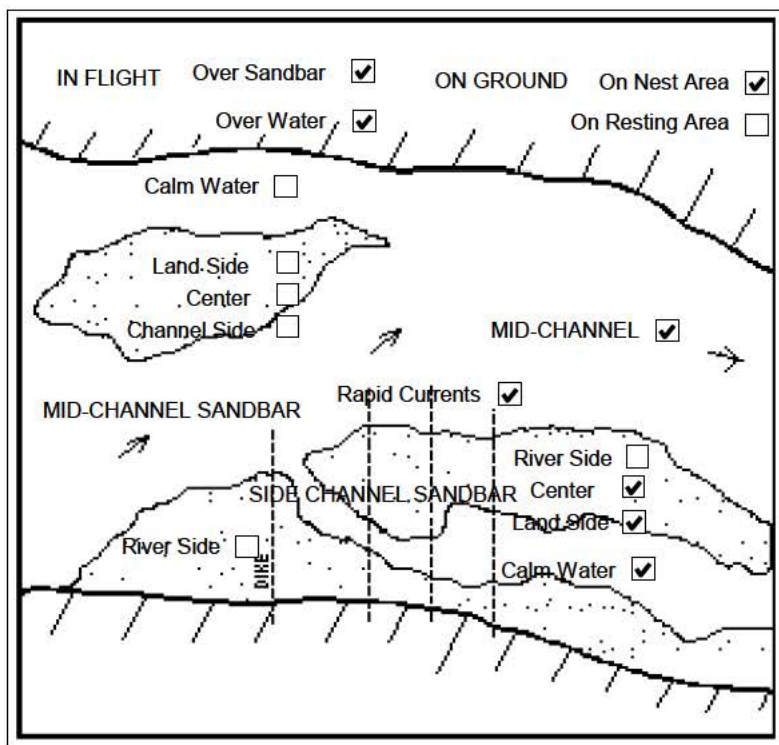 IN FLIGHT Over Sandbar ON GROUND On Nest Area
Over Water On Resting Area
Calm Water
Land Side
Center
Channel Side
MID-CHANNEL
Rapid Currents
MID-CHANNEL SANDBAR
River Side
SIDE CHANNEL SANDBAR
Center
Land Side
River Side
DIKE
Calm Water